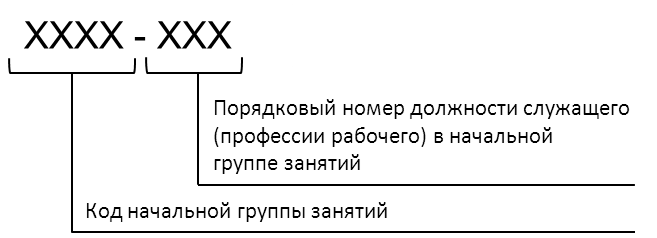 XXXX - XXX
Порядковый номер должности служащего
(профессии рабочего) в начальной
группе занятий
Код начальной группы занятий